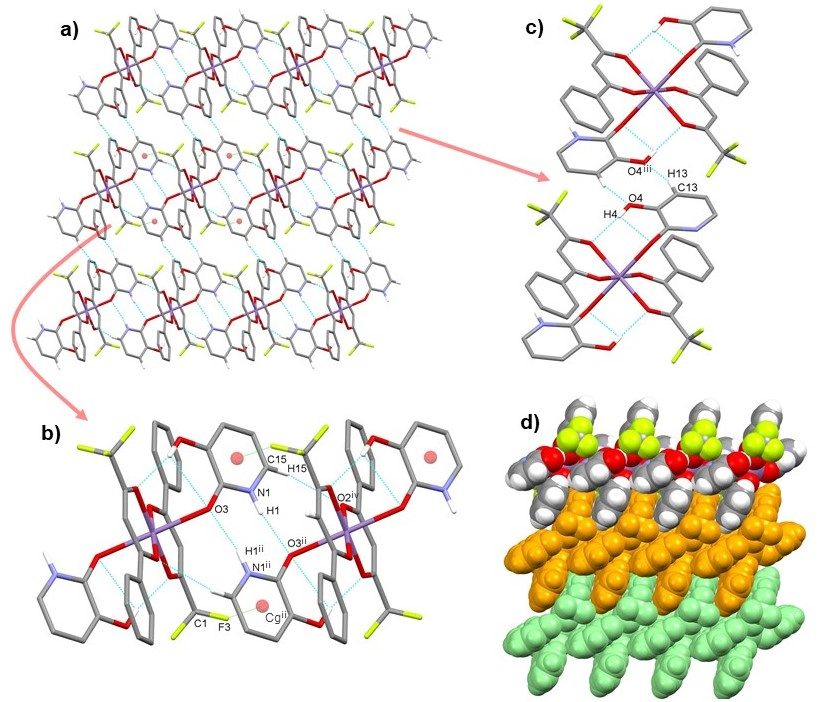 a)
c)
O4ⁱⁱⁱ
H13
C13
O4
H4
b)
d)
C15
H15
N1
O2ⁱᵛ
O3
H1
O3ⁱⁱ
H1ⁱⁱ
N1ⁱⁱ
C1
F3
Cgⁱⁱ